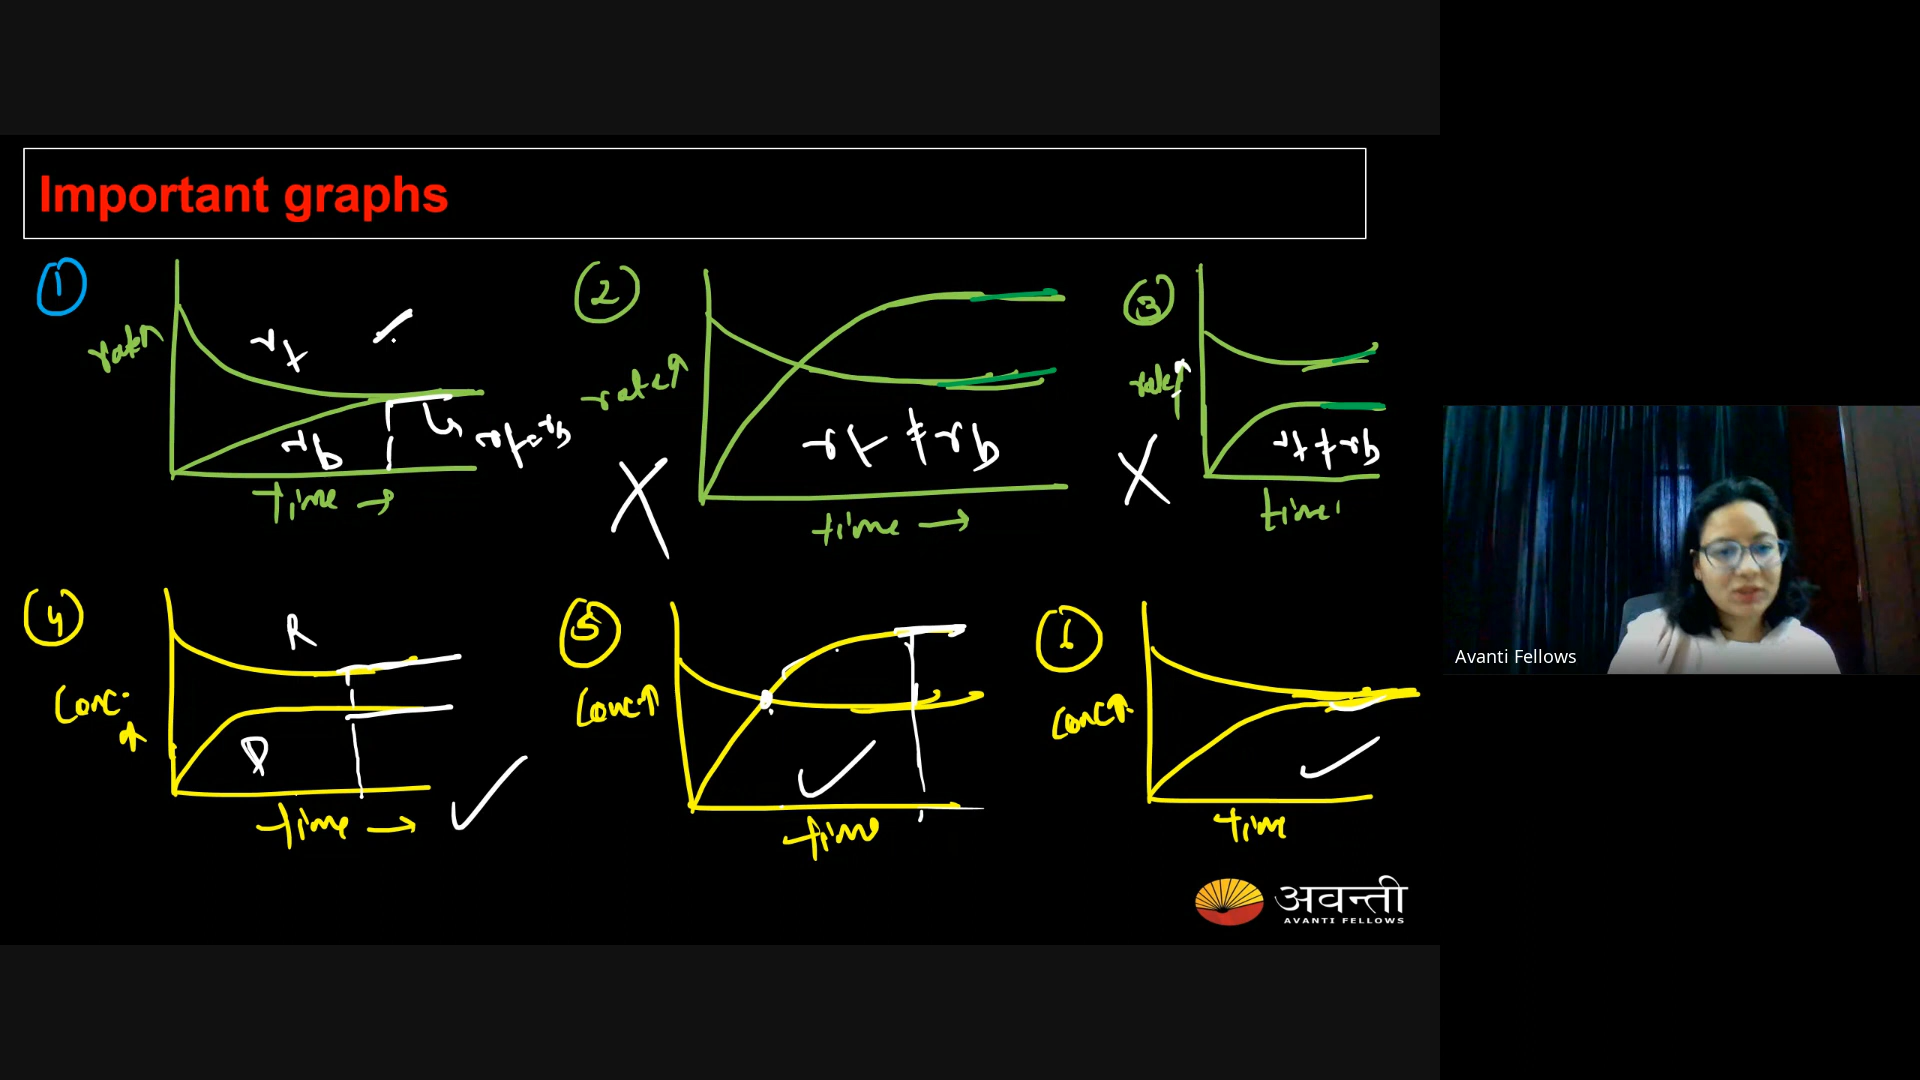 Important graphs
① ② ③
rate↑ rf rate↑ rate↑
rb rf=rb rf ≠ rb rf ≠ rb
X X
time → time → time
④ ⑤ ⑥
R
Conc. ↑ Conc↑ Conc↑
P
time → time time
Avanti Fellows
अवन्ती
AVANTI FELLOWS